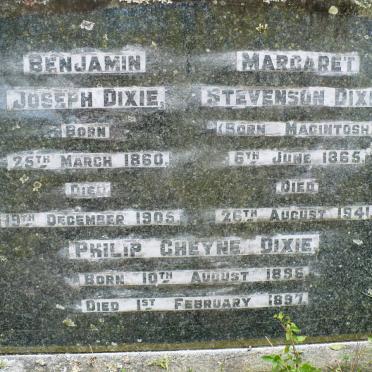 BENJAMIN
JOSEPH DIXIE,
BORN
25TH MARCH 1860.
DIED
19TH DECEMBER 1905.
MARGARET
STEVENSON DIXI
(BORN MACINTOSH
6TH JUNE 1865.
DIED
26TH AUGUST 1941
PHILIP CHEYNE DIXIE
BORN 10TH AUGUST 1896
DIED 1ST FEBRUARY 1897.